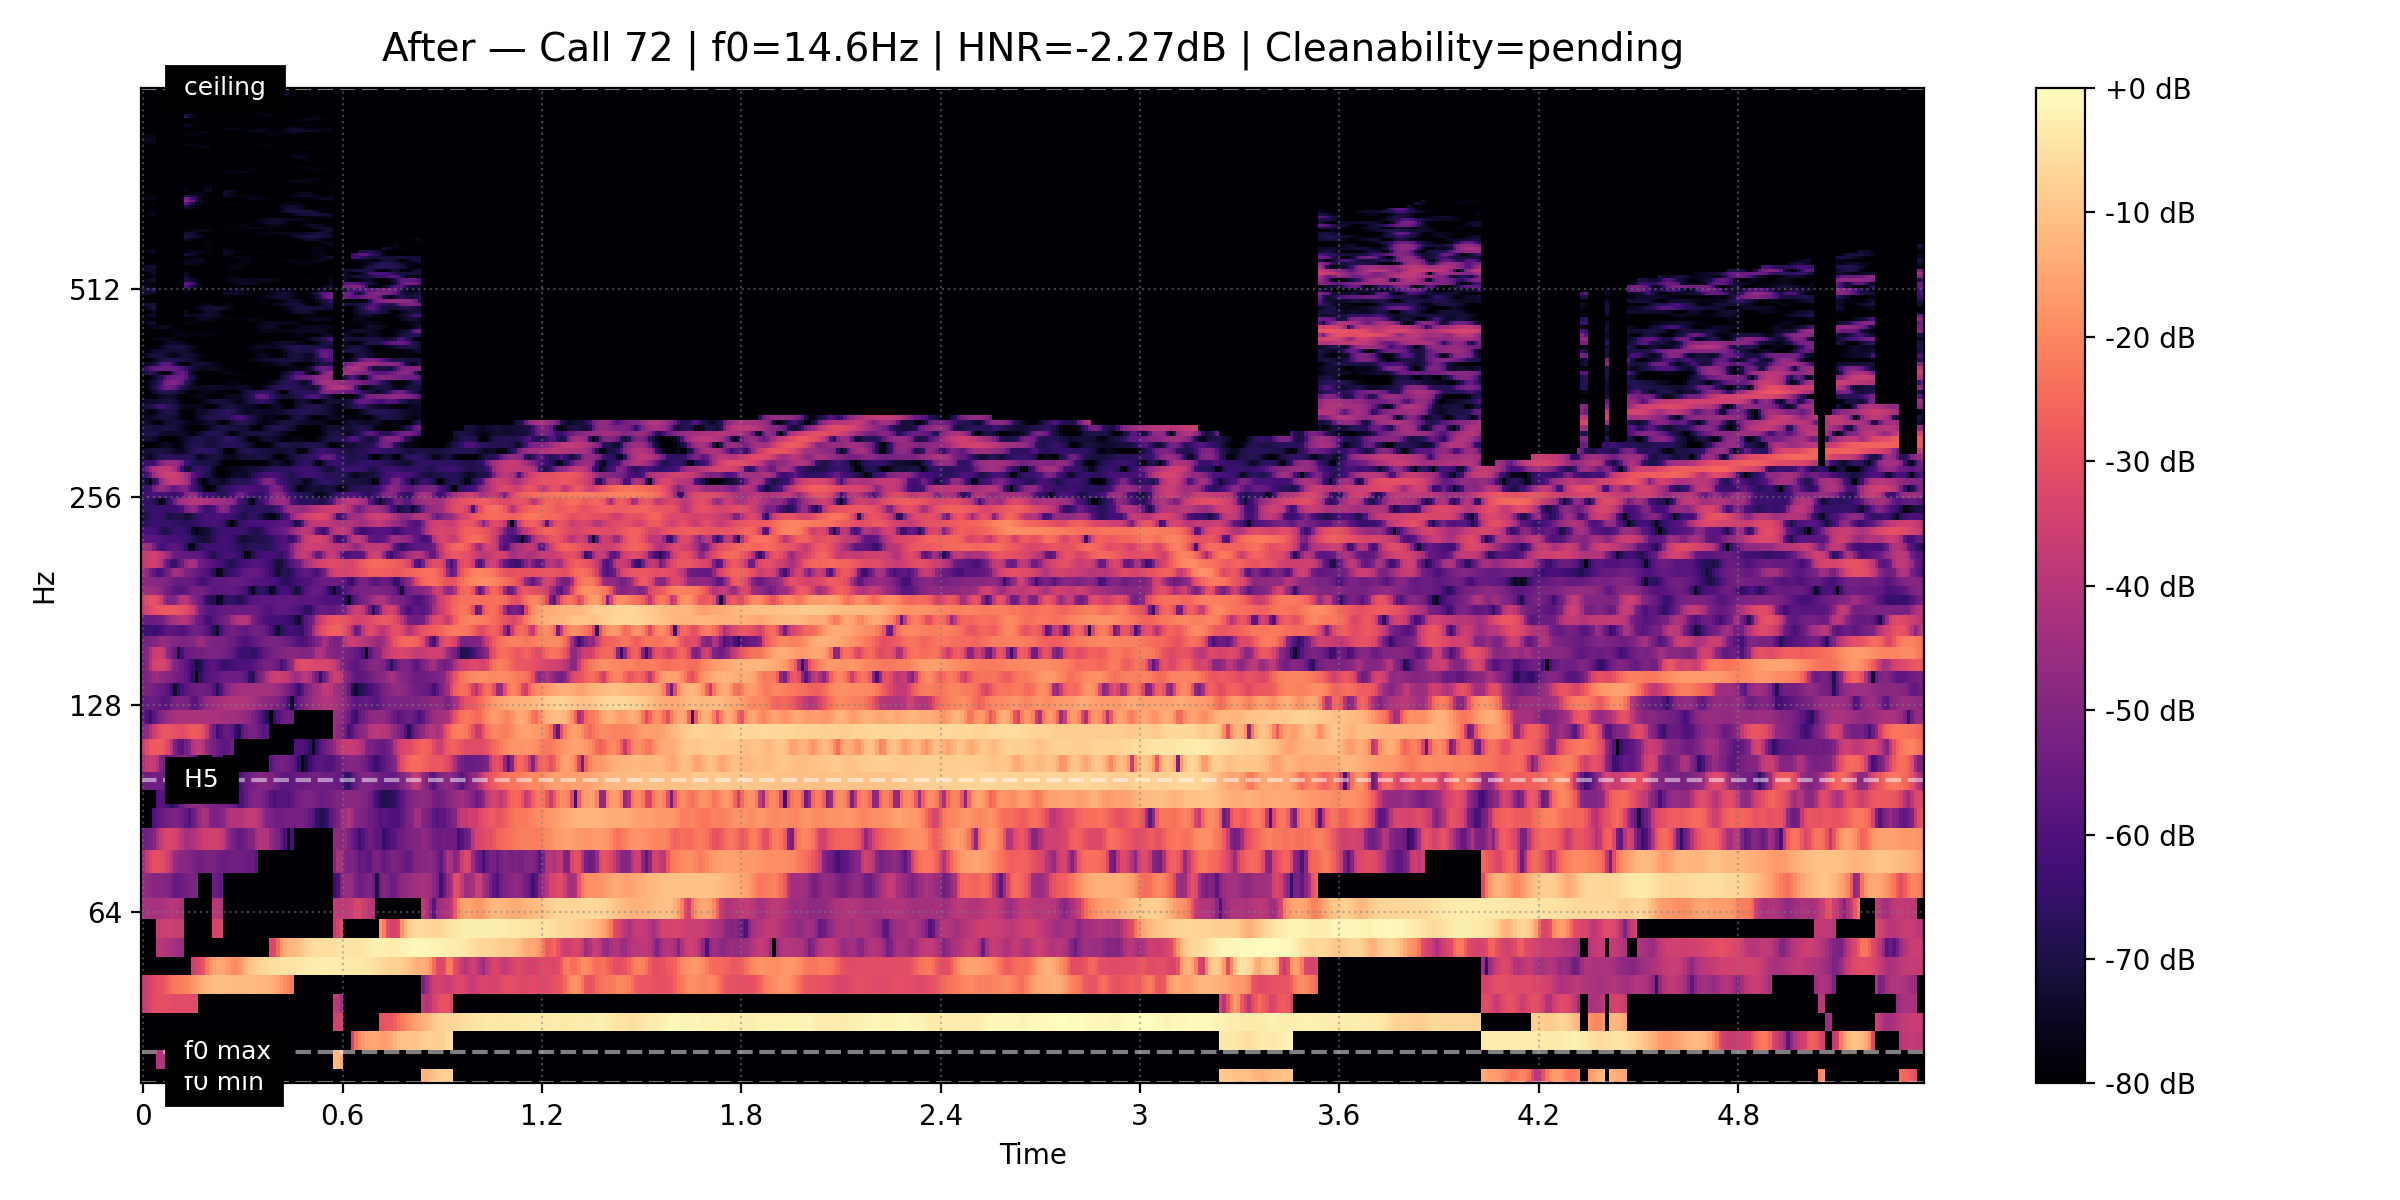 After — Call 72 | f0=14.6Hz | HNR=-2.27dB | Cleanability=pending
ceiling
+0 dB
-10 dB
512
-20 dB
-30 dB
256
Hz
-40 dB
128
-50 dB
H5
-60 dB
64
-70 dB
f0 max
f0 min
-80 dB
0 0.6 1.2 1.8 2.4 3 3.6 4.2 4.8
Time